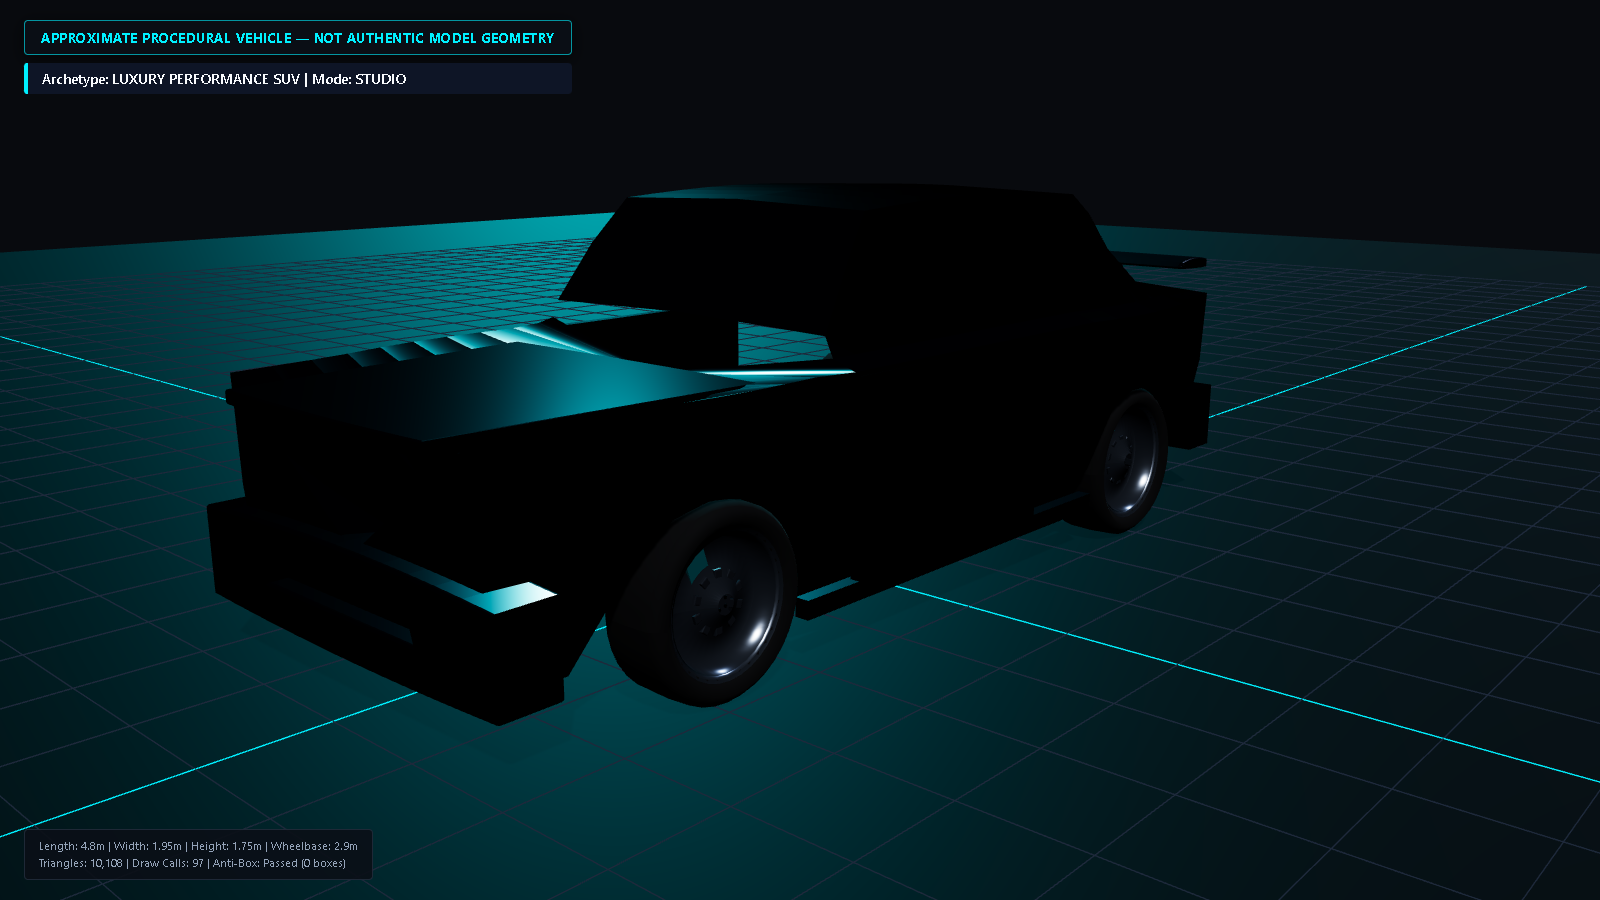 APPROXIMATE PROCEDURAL VEHICLE — NOT AUTHENTIC MODEL GEOMETRY
Archetype: LUXURY PERFORMANCE SUV | Mode: STUDIO
Length: 4.8m | Width: 1.95m | Height: 1.75m | Wheelbase: 2.9m
Triangles: 10,108 | Draw Calls: 97 | Anti-Box: Passed (0 boxes)